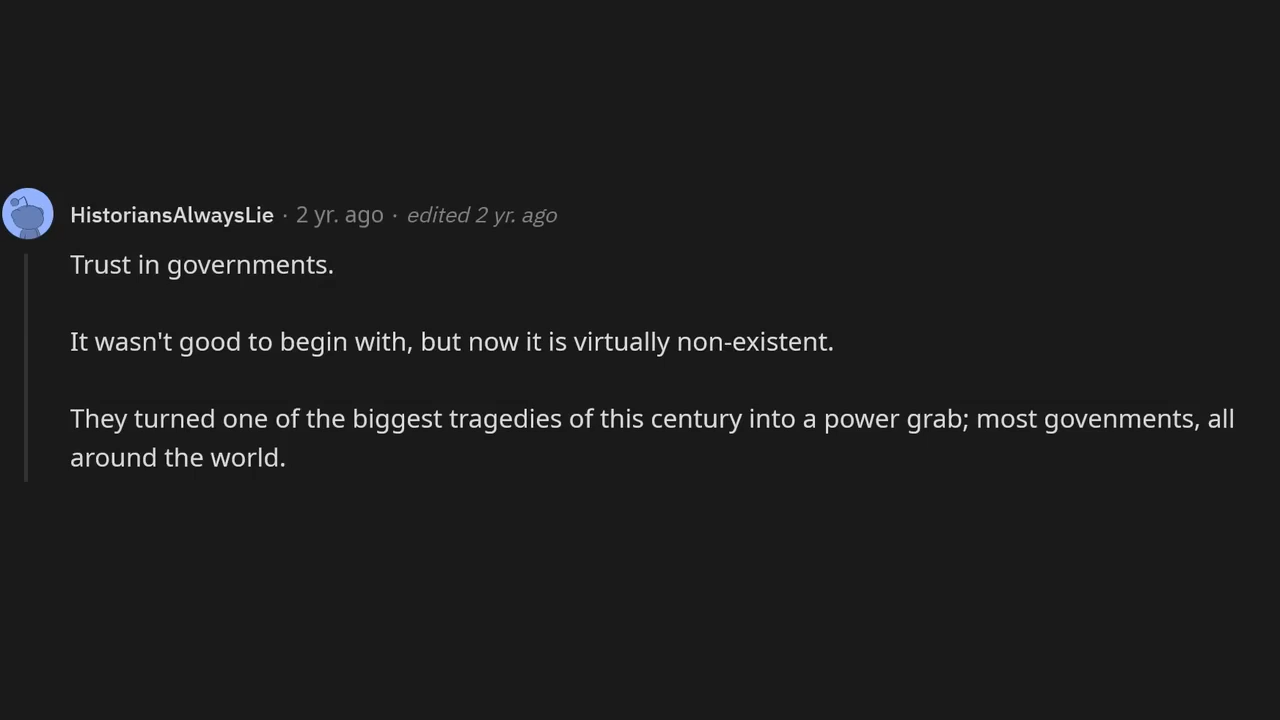 HistoriansAlwaysLie · 2 yr. ago · edited 2 yr. ago
Trust in governments.
It wasn't good to begin with, but now it is virtually non-existent.
They turned one of the biggest tragedies of this century into a power grab; most govenments, all
around the world.